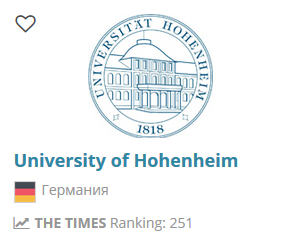 UNIVERSITÄT HOHENHEIM
1818
University of Hohenheim
Германия
THE TIMES Ranking: 251